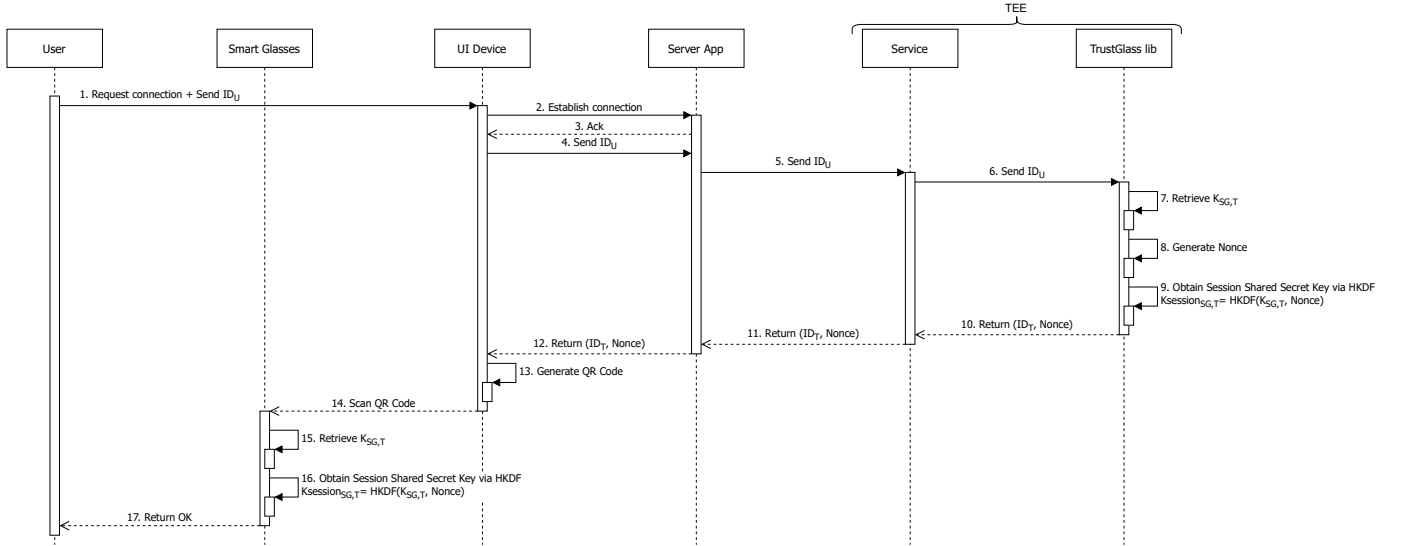 TEE
User
Smart Glasses
UI Device
Server App
Service
TrustGlass lib
1. Request connection + Send ID_U
2. Establish connection
3. Ack
4. Send ID_U
5. Send ID_U
6. Send ID_U
7. Retrieve K_SG,T
8. Generate Nonce
9. Obtain Session Shared Secret Key via HKDF
Ksession_SG,T= HKDF(K_SG,T, Nonce)
10. Return (ID_T, Nonce)
11. Return (ID_T, Nonce)
12. Return (ID_T, Nonce)
13. Generate QR Code
14. Scan QR Code
15. Retrieve K_SG,T
16. Obtain Session Shared Secret Key via HKDF
Ksession_SG,T= HKDF(K_SG,T, Nonce)
17. Return OK